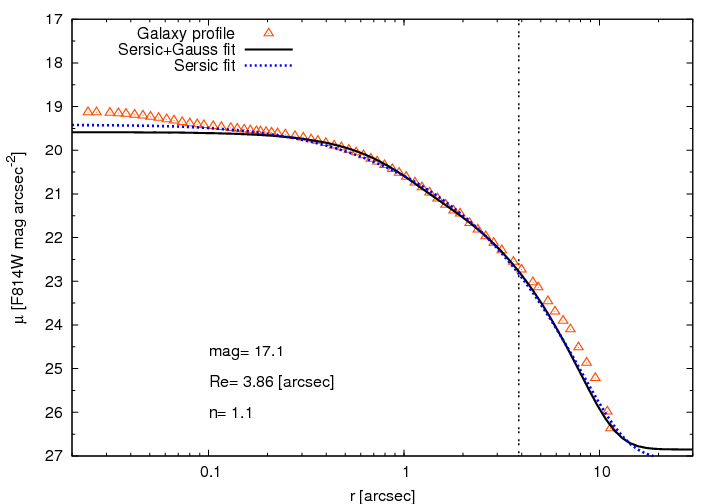 17
18
19
20
21
22
23
24
25
26
27
μ [F814W mag arcsec⁻²]
Galaxy profile
Sersic+Gauss fit
Sersic fit
mag= 17.1
Re= 3.86 [arcsec]
n= 1.1
0.1 1 10
r [arcsec]